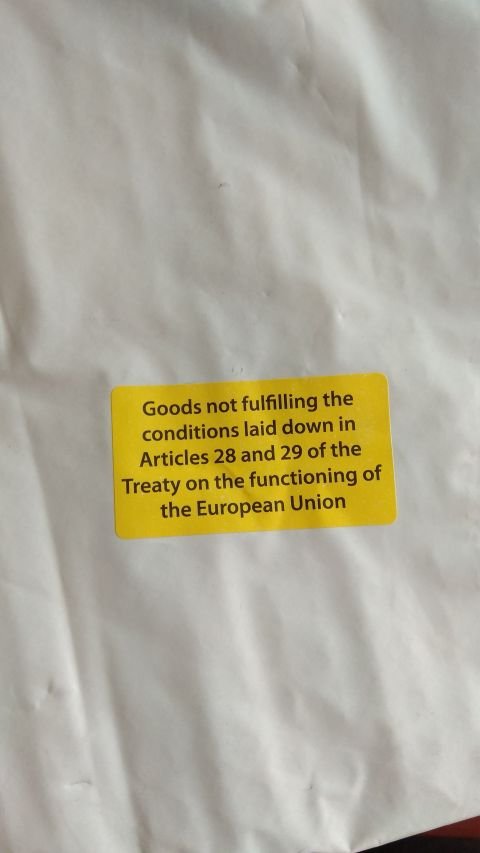 Goods not fulfilling the
conditions laid down in
Articles 28 and 29 of the
Treaty on the functioning of
the European Union